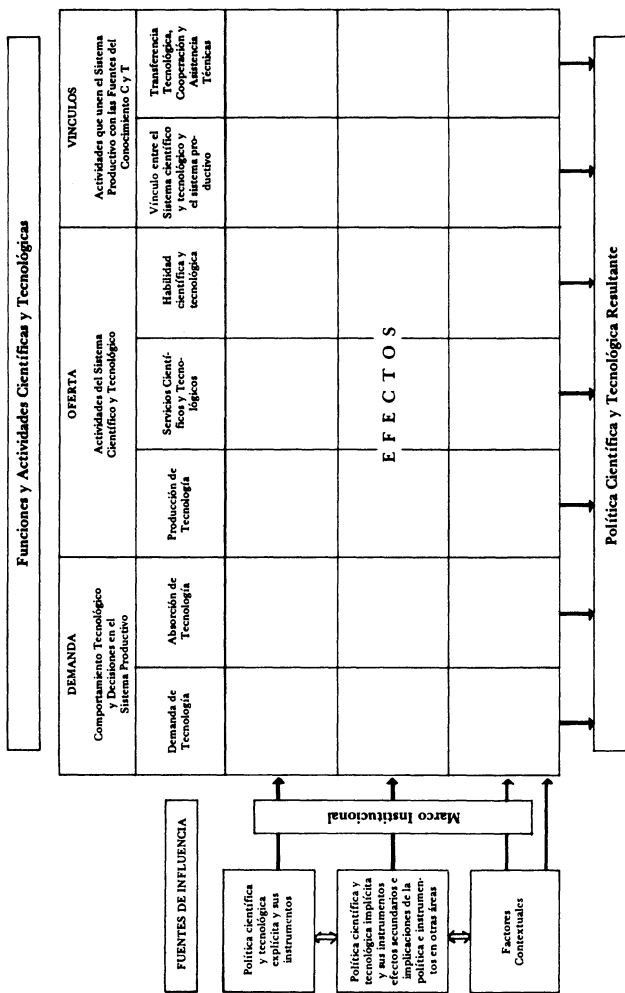 Funciones y Actividades Científicas y Tecnológicas
FUENTES DE INFLUENCIA
DEMANDA
Comportamiento Tecnológico
y Decisiones en el
Sistema Productivo
OFERTA
Actividades del Sistema
Científico y Tecnológico
VINCULOS
Actividades que unen el Sistema
Productivo con las Fuentes del
Conocimiento C y T
Demanda de
Tecnología
Absorción de
Tecnología
Producción de
Tecnología
Servicios Cientí-
ficos y Tecno-
lógicos
Habilidad
científica y
tecnológica
Vínculo entre el
Sistema científico
y tecnológico y
el sistema pro-
ductivo
Transferencia
Tecnológica,
Cooperación y
Asistencia
Técnicas
Política científica
y tecnológica
explícita y sus
instrumentos
Política científica y
tecnológica implícita
y sus instrumentos
efectos secundarios e
implicaciones de la
política e instrumen-
tos en otras áreas
Factores
Contextuales
Marco Institucional
EFECTOS
Política Científica y Tecnológica Resultante